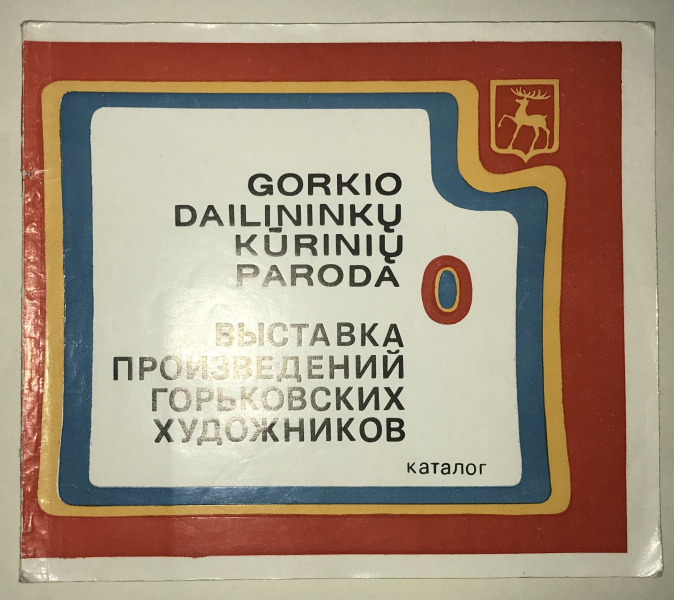 GORKIO
DAILININKŲ
KŪRINIŲ
PARODA
ВЫСТАВКА
ПРОИЗВЕДЕНИЙ
ГОРЬКОВСКИХ
ХУДОЖНИКОВ
каталог